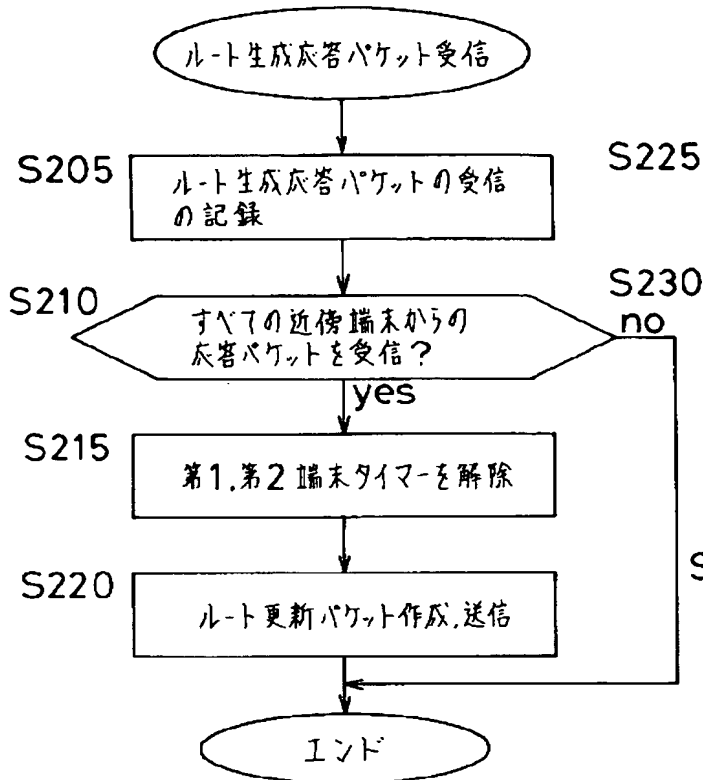 ルート生成応答パケット受信
S205
S225
ルート生成応答パケットの受信
の記録
S210
S230
すべての近傍端末からの
応答パケットを受信?
no
yes
S215
第1,第2端末タイマーを解除
S220
S
ルート更新パケット作成,送信
エンド